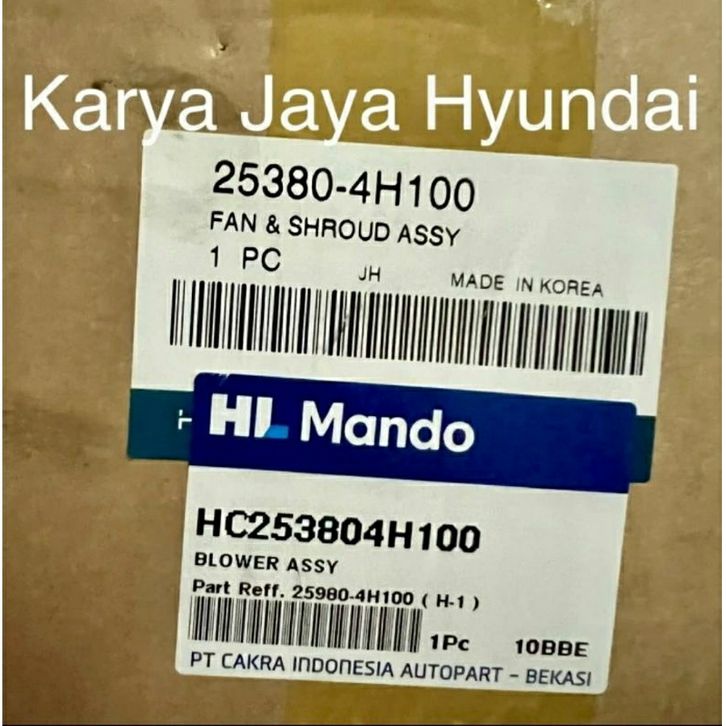 Karya Jaya Hyundai
25380-4H100
FAN & SHROUD ASSY
1 PC JH MADE IN KOREA
HL Mando
HC253804H100
BLOWER ASSY
Part Reff. 25980-4H100 ( H-1 )
1Pc 10BBE
PT CAKRA INDONESIA AUTOPART - BEKASI